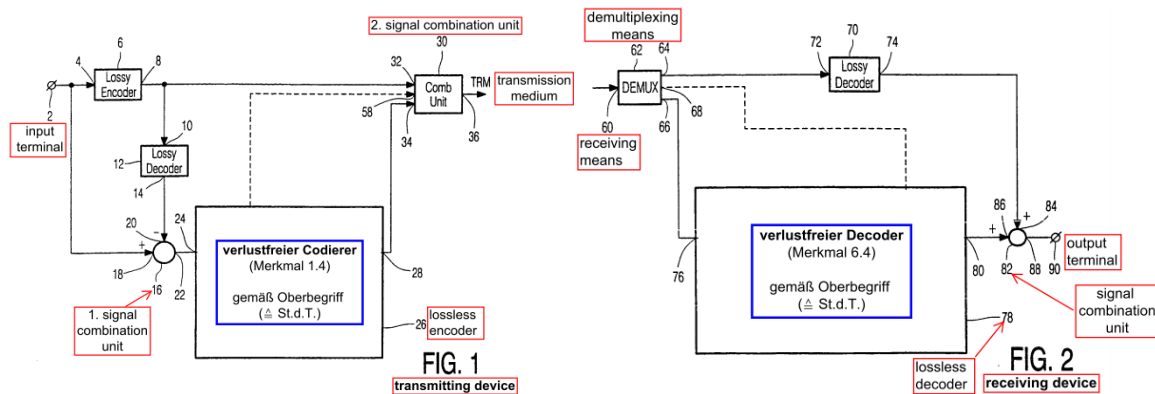 2. signal combination unit
6
4
8
Lossy
Encoder
2
input
terminal
30
32
Comb
Unit
TRM
transmission
medium
58
34
36
10
12
Lossy
Decoder
14
20
−
+
18
16
22
24
1. signal
combination
unit
verlustfreier Codierer
(Merkmal 1.4)
gemäß Oberbegriff
(≙ St.d.T.)
28
26
lossless
encoder
FIG. 1
transmitting device
demultiplexing
means
62
64
DEMUX
60
68
66
receiving
means
70
72
74
Lossy
Decoder
76
verlustfreier Decoder
(Merkmal 6.4)
gemäß Oberbegriff
(≙ St.d.T.)
80
78
86
+
+
84
82
88
90
output
terminal
signal
combination
unit
lossless
decoder
FIG. 2
receiving device